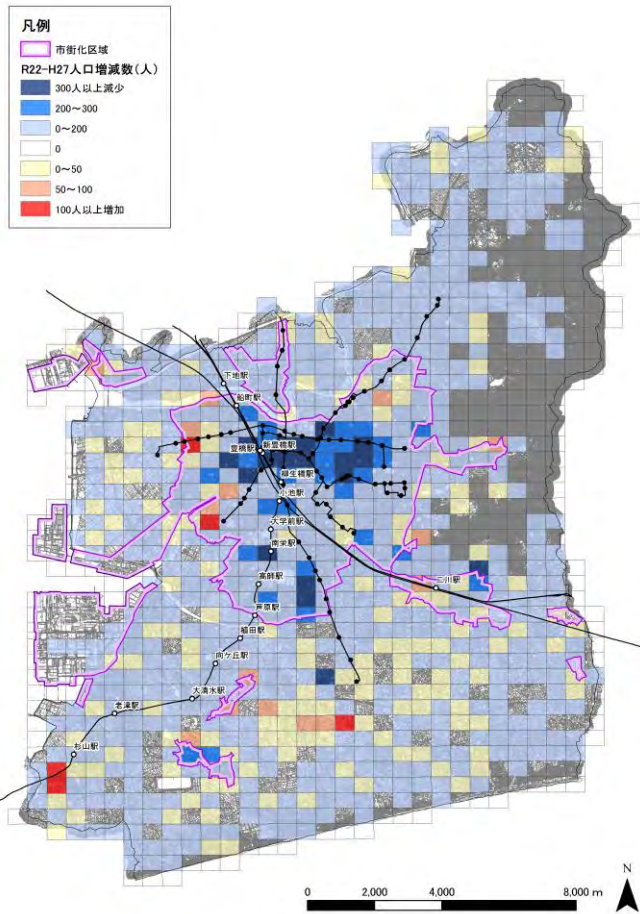 凡例
市街化区域
R22-H27人口増減数(人)
300人以上減少
200~300
0~200
0
0~50
50~100
100人以上増加
下地駅
船町駅
新豊橋駅
豊橋駅
柳生橋駅
小池駅
大学前駅
南栄駅
高師駅
芦原駅
植田駅
向ケ丘駅
大清水駅
老津駅
杉山駅
二川駅
N
0 2,000 4,000 8,000 m